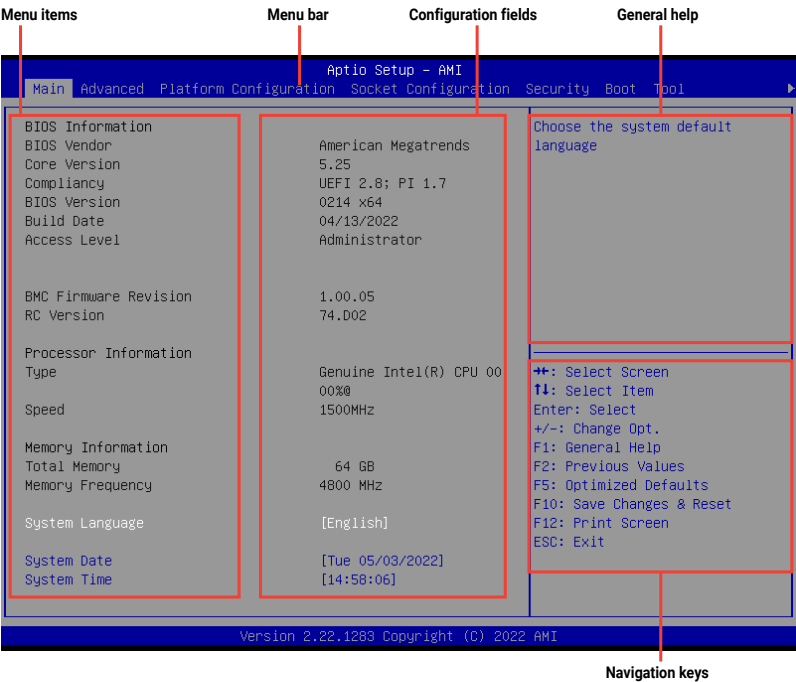 Menu items Menu bar Configuration fields General help
Aptio Setup – AMI
Main Advanced Platform Configuration Socket Configuration Security Boot Tool
BIOS Information
BIOS Vendor American Megatrends
Core Version 5.25
Compliancy UEFI 2.8; PI 1.7
BIOS Version 0214 x64
Build Date 04/13/2022
Access Level Administrator
BMC Firmware Revision 1.00.05
RC Version 74.D02
Processor Information
Type Genuine Intel(R) CPU 00
00%@
Speed 1500MHz
Memory Information
Total Memory 64 GB
Memory Frequency 4800 MHz
System Language [English]
System Date [Tue 05/03/2022]
System Time [14:58:06]
Choose the system default
language
→←: Select Screen
↑↓: Select Item
Enter: Select
+/-: Change Opt.
F1: General Help
F2: Previous Values
F5: Optimized Defaults
F10: Save Changes & Reset
F12: Print Screen
ESC: Exit
Version 2.22.1283 Copyright (C) 2022 AMI
Navigation keys